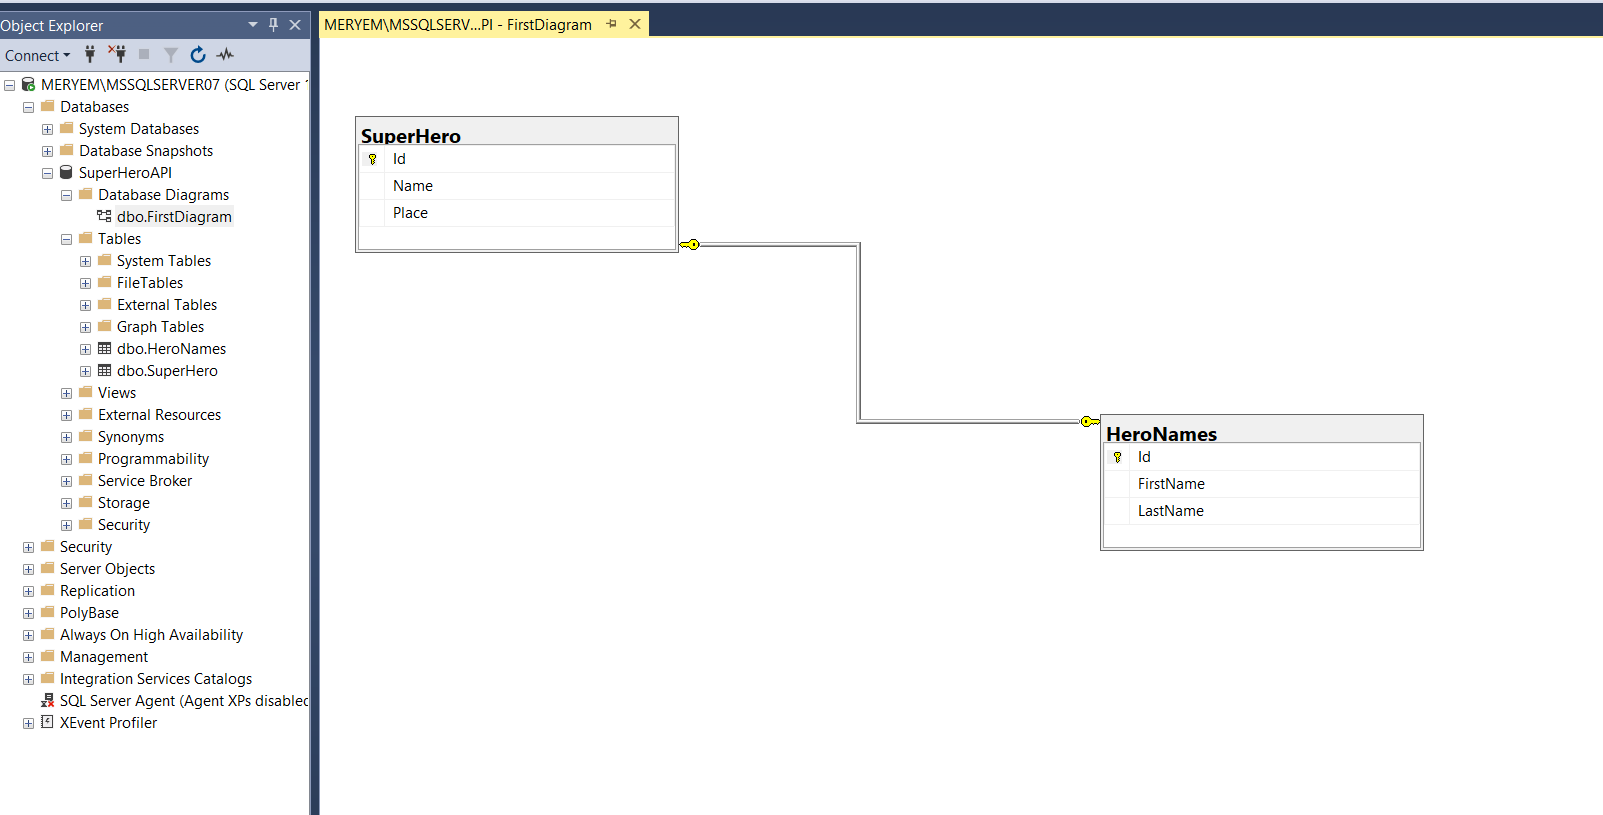 Object Explorer
Connect
MERYEM\MSSQLSERVER07 (SQL Server
Databases
System Databases
Database Snapshots
SuperHeroAPI
Database Diagrams
dbo.FirstDiagram
Tables
System Tables
FileTables
External Tables
Graph Tables
dbo.HeroNames
dbo.SuperHero
Views
External Resources
Synonyms
Programmability
Service Broker
Storage
Security
Security
Server Objects
Replication
PolyBase
Always On High Availability
Management
Integration Services Catalogs
SQL Server Agent (Agent XPs disabled
XEvent Profiler
MERYEM\MSSQLSERV...PI - FirstDiagram
SuperHero
Id
Name
Place
HeroNames
Id
FirstName
LastName